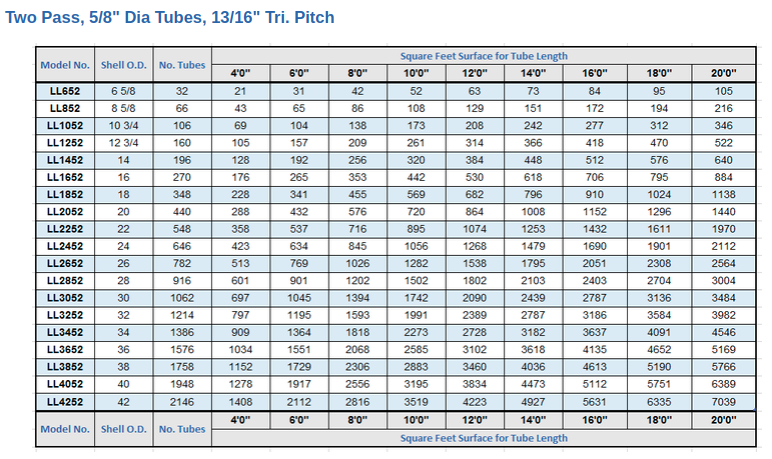 Two Pass, 5/8" Dia Tubes, 13/16" Tri. Pitch
Model No. Shell O.D. No. Tubes Square Feet Surface for Tube Length
4'0" 6'0" 8'0" 10'0" 12'0" 14'0" 16'0" 18'0" 20'0"
LL652 6 5/8 32 21 31 42 52 63 73 84 95 105
LL852 8 5/8 66 43 65 86 108 129 151 172 194 216
LL1052 10 3/4 106 69 104 138 173 208 242 277 312 346
LL1252 12 3/4 160 105 157 209 261 314 366 418 470 522
LL1452 14 196 128 192 256 320 384 448 512 576 640
LL1652 16 270 176 265 353 442 530 618 706 795 884
LL1852 18 348 228 341 455 569 682 796 910 1024 1138
LL2052 20 440 288 432 576 720 864 1008 1152 1296 1440
LL2252 22 548 358 537 716 895 1074 1253 1432 1611 1970
LL2452 24 646 423 634 845 1056 1268 1479 1690 1901 2112
LL2652 26 782 513 769 1026 1282 1538 1795 2051 2308 2564
LL2852 28 916 601 901 1202 1502 1802 2103 2403 2704 3004
LL3052 30 1062 697 1045 1394 1742 2090 2439 2787 3136 3484
LL3252 32 1214 797 1195 1593 1991 2389 2787 3186 3584 3982
LL3452 34 1386 909 1364 1818 2273 2728 3182 3637 4091 4546
LL3652 36 1576 1034 1551 2068 2585 3102 3618 4135 4652 5169
LL3852 38 1758 1152 1729 2306 2883 3460 4036 4613 5190 5766
LL4052 40 1948 1278 1917 2556 3195 3834 4473 5112 5751 6389
LL4252 42 2146 1408 2112 2816 3519 4223 4927 5631 6335 7039
Model No. Shell O.D. No. Tubes 4'0" 6'0" 8'0" 10'0" 12'0" 14'0" 16'0" 18'0" 20'0"
Square Feet Surface for Tube Length